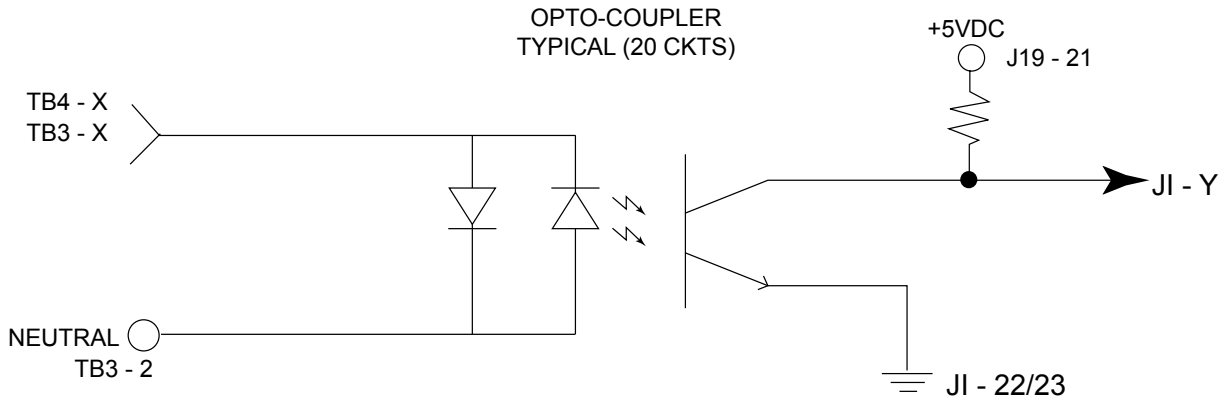 OPTO-COUPLER
TYPICAL (20 CKTS)
+5VDC
J19 - 21
TB4 - X
TB3 - X
JI - Y
NEUTRAL
TB3 - 2
JI - 22/23